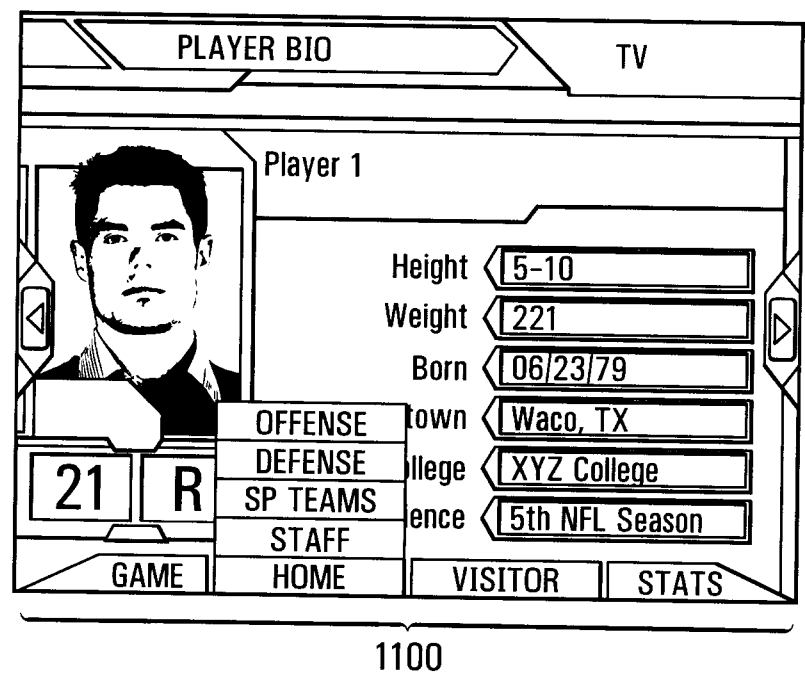 PLAYER BIO TV
Player 1
Height 5-10
Weight 221
Born 06/23/79
town Waco, TX
llege XYZ College
ence 5th NFL Season
21 R
OFFENSE
DEFENSE
SP TEAMS
STAFF
GAME HOME VISITOR STATS
1100